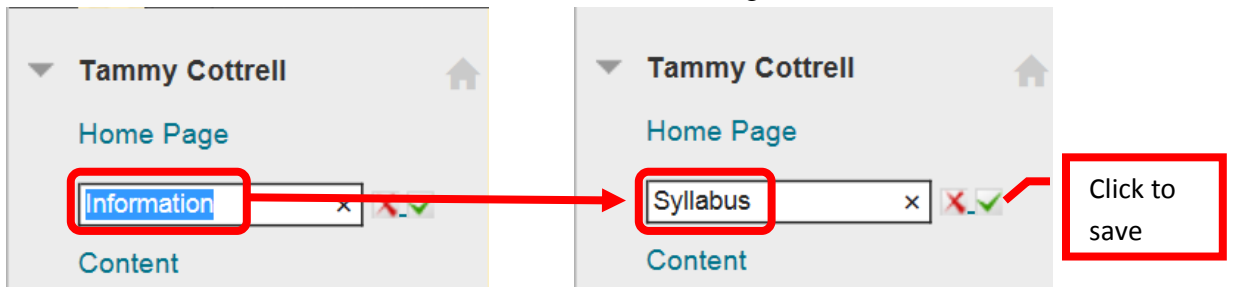 Tammy Cottrell
Home Page
Information
Content
Tammy Cottrell
Home Page
Syllabus
Content
Click to
save